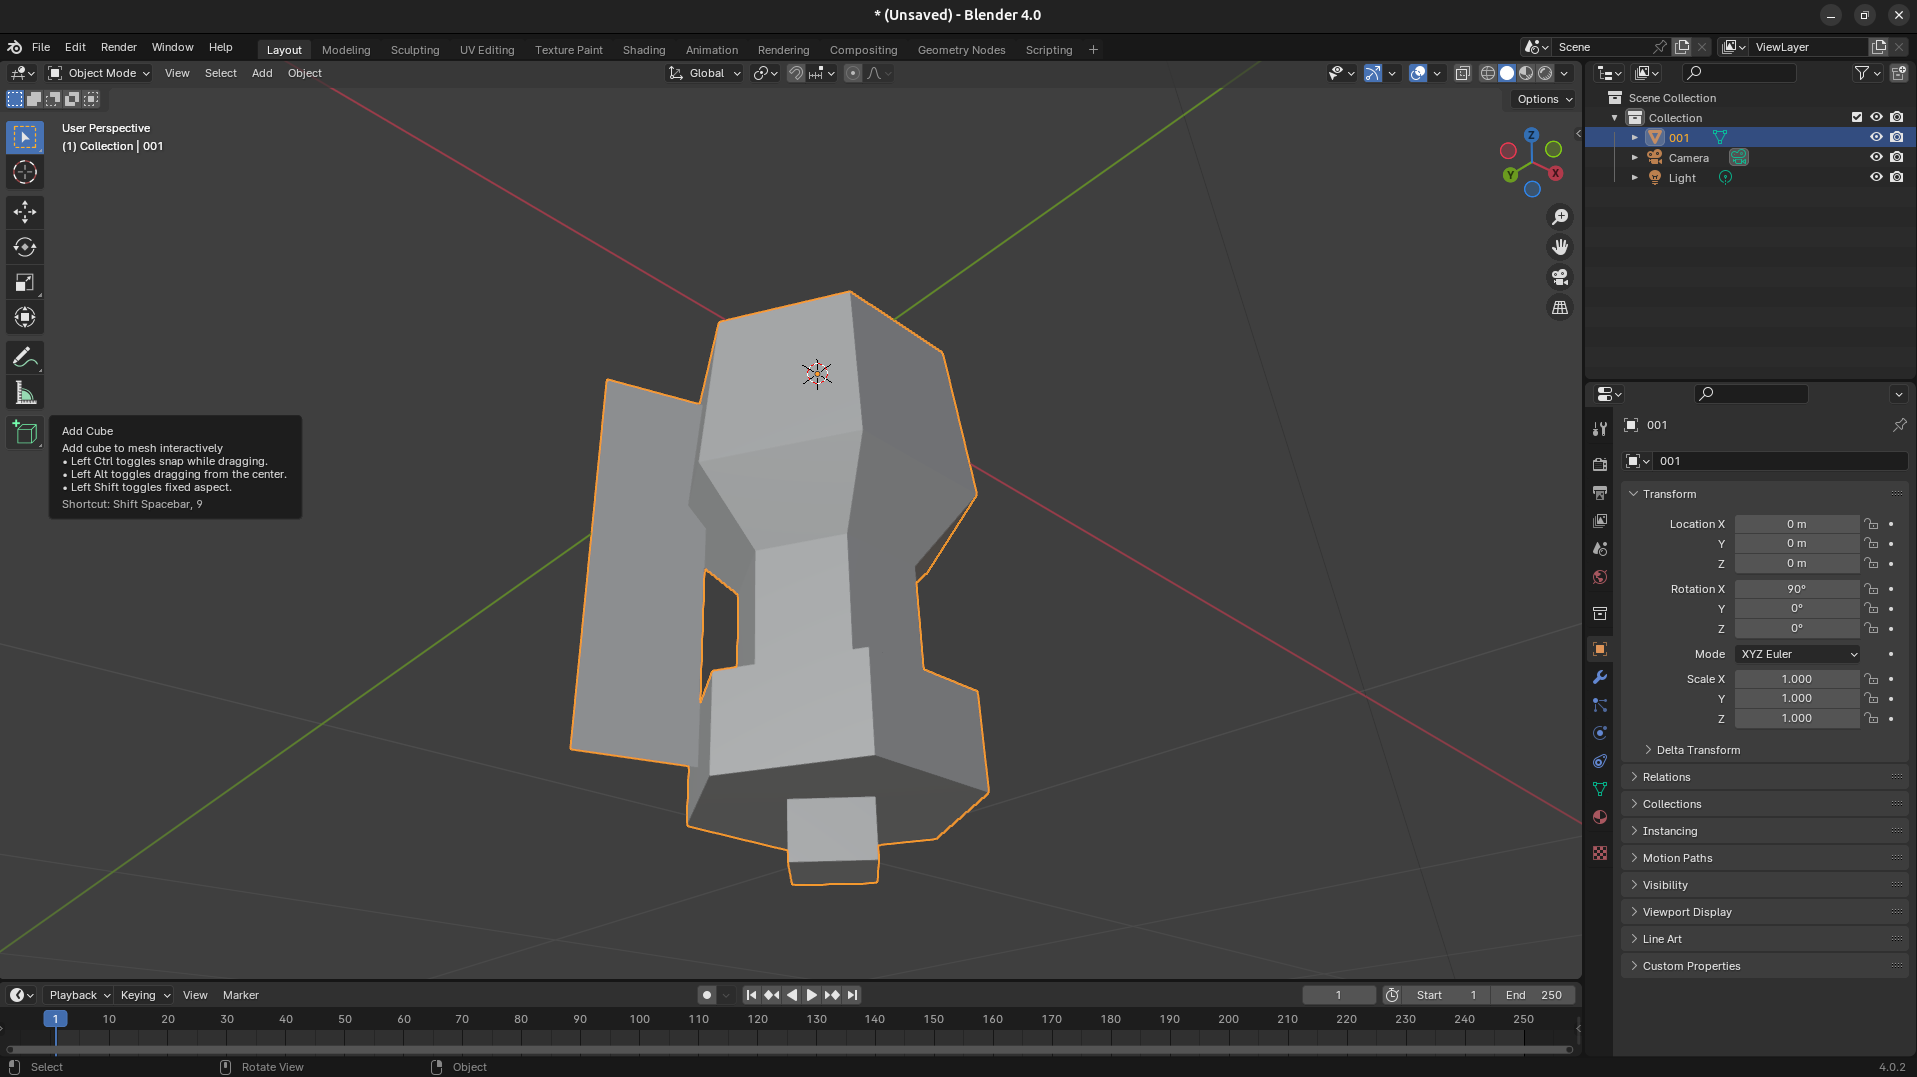 * (Unsaved) - Blender 4.0
File Edit Render Window Help Layout Modeling Sculpting UV Editing Texture Paint Shading Animation Rendering Compositing Geometry Nodes Scripting Scene ViewLayer
Object Mode View Select Add Object Global
Options
User Perspective
(1) Collection | 001
Z
Y
X
Add Cube
Add cube to mesh interactively
• Left Ctrl toggles snap while dragging.
• Left Alt toggles dragging from the center.
• Left Shift toggles fixed aspect.
Shortcut: Shift Spacebar, 9
Scene Collection
Collection
001
Camera
Light
001
001
Transform
Location X 0 m
Y 0 m
Z 0 m
Rotation X 90°
Y 0°
Z 0°
Mode XYZ Euler
Scale X 1.000
Y 1.000
Z 1.000
Delta Transform
Relations
Collections
Instancing
Motion Paths
Visibility
Viewport Display
Line Art
Custom Properties
Playback Keying View Marker 1 Start 1 End 250
1 10 20 30 40 50 60 70 80 90 100 110 120 130 140 150 160 170 180 190 200 210 220 230 240 250
Select Rotate View Object 4.0.2